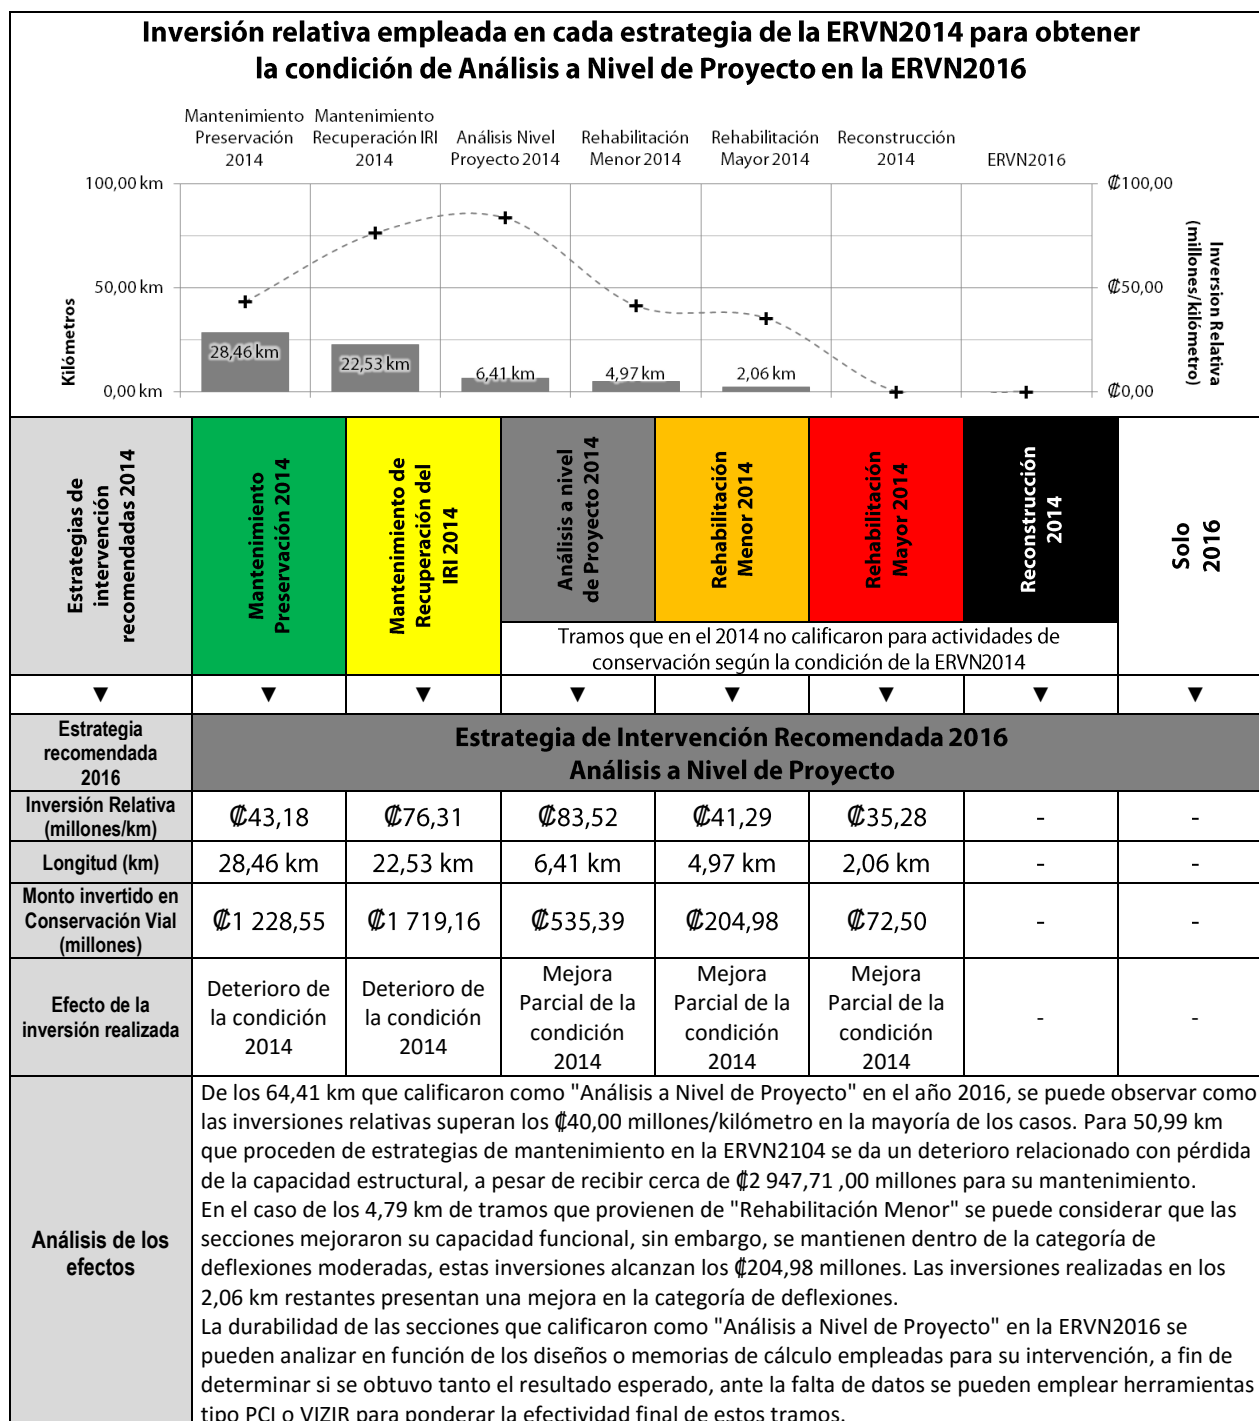 Inversión relativa empleada en cada estrategia de la ERVN2014 para obtener
la condición de Análisis a Nivel de Proyecto en la ERVN2016
Mantenimiento
Preservación
2014
Mantenimiento
Recuperación IRI
2014
Análisis Nivel
Proyecto 2014
Rehabilitación
Menor 2014
Rehabilitación
Mayor 2014
Reconstrucción
2014
ERVN2016
100,00 km
50,00 km
0,00 km
Kilómetros
28,46 km
22,53 km
6,41 km
4,97 km
2,06 km
₡100,00
₡50,00
₡0,00
Inversion Relativa
(millones/kilómetro)
Estrategias de
intervención
recomendadas 2014
Mantenimiento
Preservación 2014
Mantenimiento de
Recuperación del
IRI 2014
Análisis a nivel
de Proyecto 2014
Rehabilitación
Menor 2014
Rehabilitación
Mayor 2014
Reconstrucción
2014
Solo
2016
Tramos que en el 2014 no calificaron para actividades de
conservación según la condición de la ERVN2014
▼ ▼ ▼ ▼ ▼ ▼ ▼ ▼
Estrategia
recomendada
2016
Estrategia de Intervención Recomendada 2016
Análisis a Nivel de Proyecto
Inversión Relativa
(millones/km)
₡43,18 ₡76,31 ₡83,52 ₡41,29 ₡35,28 - -
Longitud (km)
28,46 km 22,53 km 6,41 km 4,97 km 2,06 km - -
Monto invertido en
Conservación Vial
(millones)
₡1 228,55 ₡1 719,16 ₡535,39 ₡204,98 ₡72,50 - -
Efecto de la
inversión realizada
Deterioro de
la condición
2014
Deterioro de
la condición
2014
Mejora
Parcial de la
condición
2014
Mejora
Parcial de la
condición
2014
Mejora
Parcial de la
condición
2014
- -
Análisis de los
efectos
De los 64,41 km que calificaron como "Análisis a Nivel de Proyecto" en el año 2016, se puede observar como
las inversiones relativas superan los ₡40,00 millones/kilómetro en la mayoría de los casos. Para 50,99 km
que proceden de estrategias de mantenimiento en la ERVN2104 se da un deterioro relacionado con pérdida
de la capacidad estructural, a pesar de recibir cerca de ₡2 947,71 ,00 millones para su mantenimiento.
En el caso de los 4,79 km de tramos que provienen de "Rehabilitación Menor" se puede considerar que las
secciones mejoraron su capacidad funcional, sin embargo, se mantienen dentro de la categoría de
deflexiones moderadas, estas inversiones alcanzan los ₡204,98 millones. Las inversiones realizadas en los
2,06 km restantes presentan una mejora en la categoría de deflexiones.
La durabilidad de las secciones que calificaron como "Análisis a Nivel de Proyecto" en la ERVN2016 se
pueden analizar en función de los diseños o memorias de cálculo empleadas para su intervención, a fin de
determinar si se obtuvo tanto el resultado esperado, ante la falta de datos se pueden emplear herramientas
tipo PCI o VIZIR para ponderar la efectividad final de estos tramos.